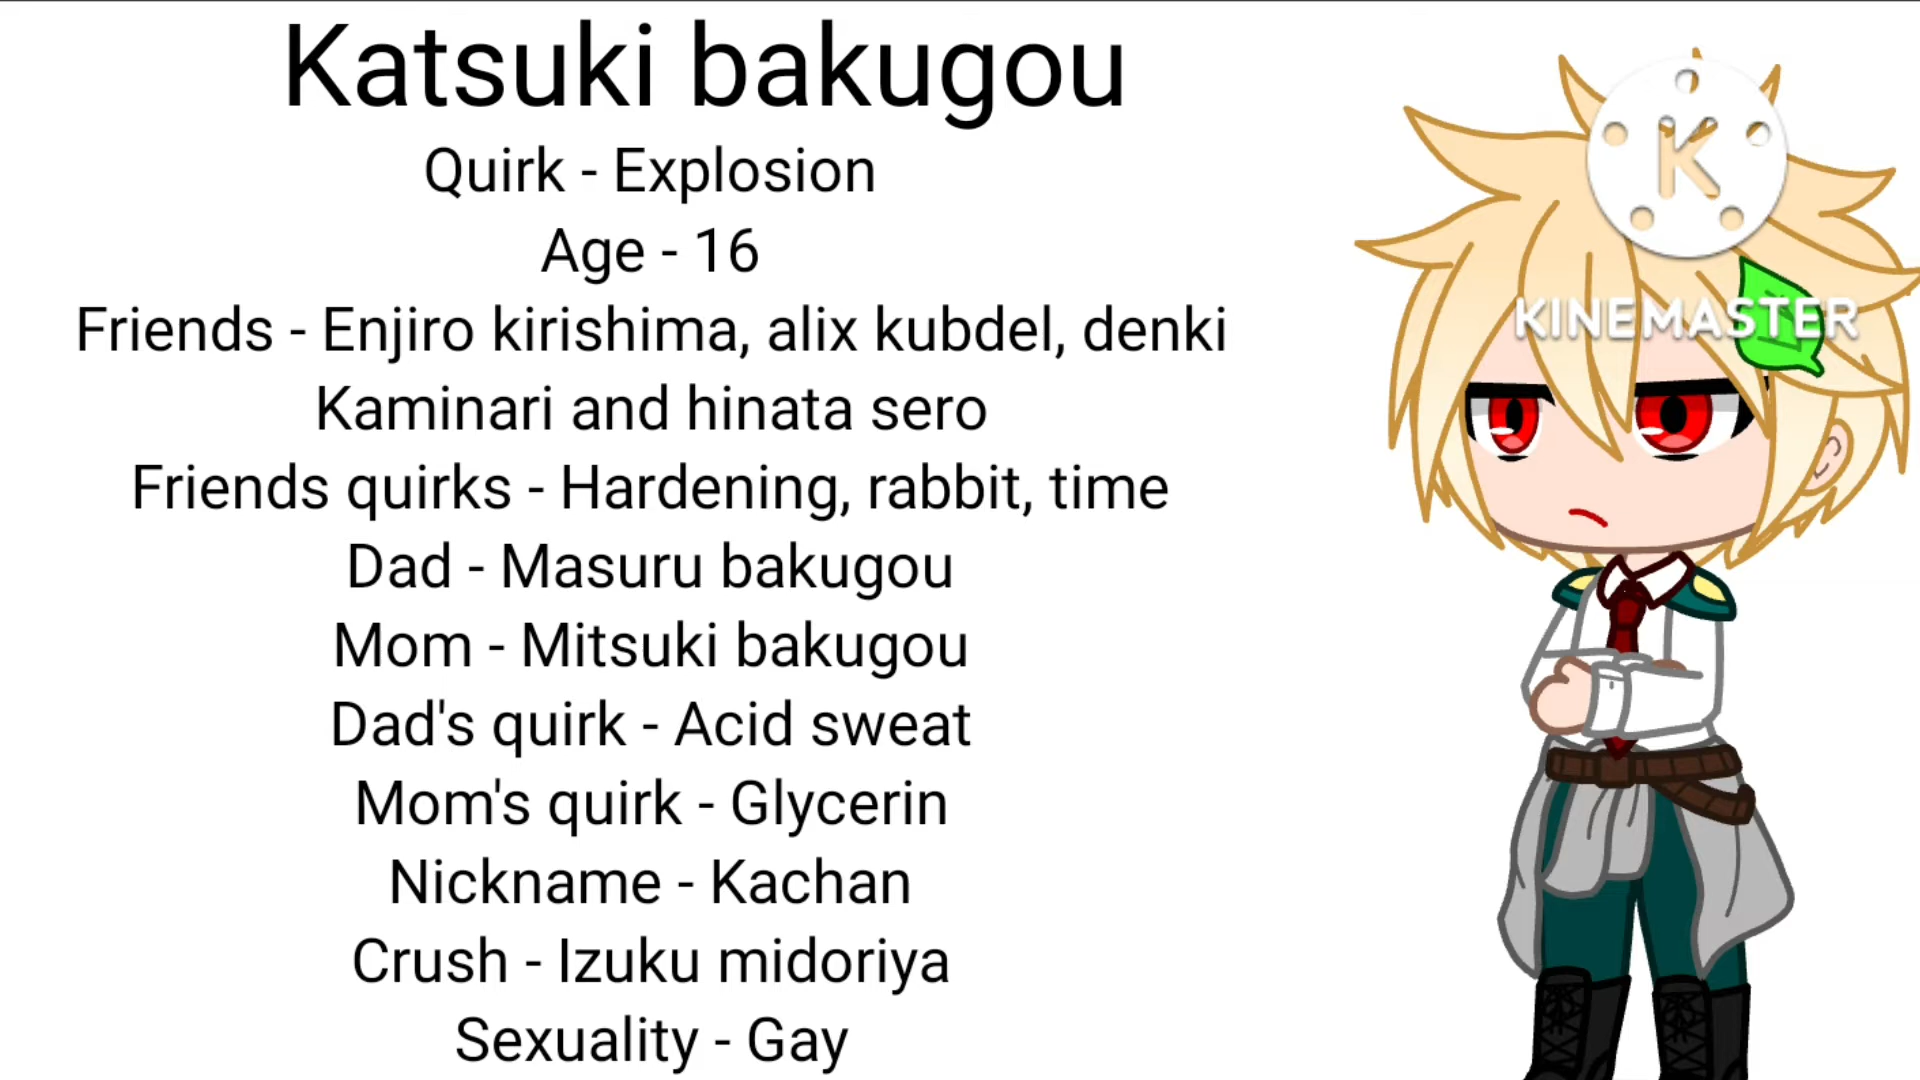 Katsuki bakugou
Quirk - Explosion
Age - 16
Friends - Enjiro kirishima, alix kubdel, denki
Kaminari and hinata sero
Friends quirks - Hardening, rabbit, time
Dad - Masuru bakugou
Mom - Mitsuki bakugou
Dad's quirk - Acid sweat
Mom's quirk - Glycerin
Nickname - Kachan
Crush - Izuku midoriya
Sexuality - Gay
K
KINEMASTER